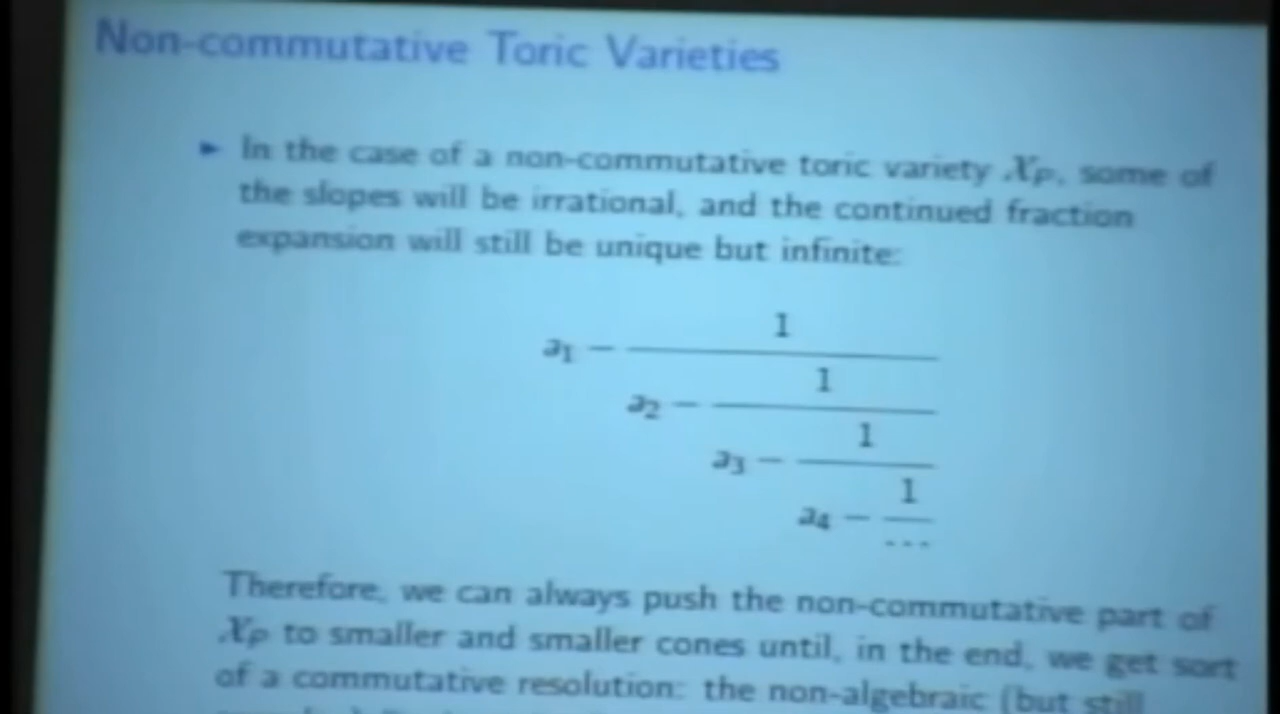 Non-commutative Toric Varieties
► In the case of a non-commutative toric variety X_P, some of
the slopes will be irrational, and the continued fraction
expansion will still be unique but infinite:
1
a₁ −
1
a₂ −
1
a₃ −
1
a₄ −
...
Therefore, we can always push the non-commutative part of
X_P to smaller and smaller cones until, in the end, we get sort
of a commutative resolution: the non-algebraic (but still